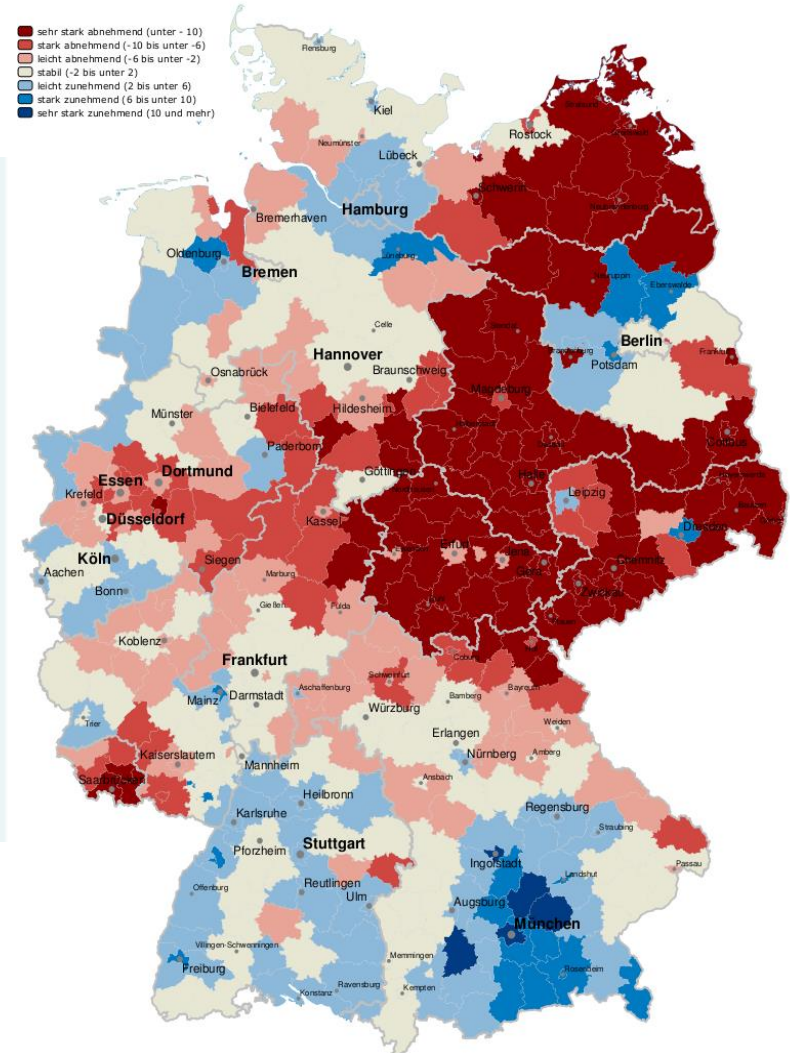 sehr stark abnehmend (unter - 10)
stark abnehmend (-10 bis unter -6)
leicht abnehmend (-6 bis unter -2)
stabil (-2 bis unter 2)
leicht zunehmend (2 bis unter 6)
stark zunehmend (6 bis unter 10)
sehr stark zunehmend (10 und mehr)
Kiel
Neumünster
Rostock
Lübeck
Schwerin
Hamburg
Bremerhaven
Oldenburg
Lüneburg
Bremen
Neuruppin
Eberswalde
Celle
Berlin
Hannover
Potsdam
Osnabrück
Braunschweig
Magdeburg
Münster
Bielefeld
Hildesheim
Paderborn
Cottbus
Essen
Dortmund
Göttingen
Halle
Leipzig
Krefeld
Düsseldorf
Kassel
Dresden
Köln
Siegen
Erfurt
Jena
Gera
Chemnitz
Aachen
Marburg
Zwickau
Bonn
Gießen
Fulda
Koblenz
Frankfurt
Coburg
Mainz
Darmstadt
Aschaffenburg
Schweinfurt
Bamberg
Bayreuth
Trier
Würzburg
Weiden
Erlangen
Kaiserslautern
Amberg
Saarbrücken
Mannheim
Nürnberg
Ansbach
Heilbronn
Karlsruhe
Regensburg
Straubing
Pforzheim
Stuttgart
Ingolstadt
Passau
Landshut
Offenburg
Reutlingen
Ulm
Augsburg
München
Villingen-Schwenningen
Memmingen
Freiburg
Rosenheim
Ravensburg
Kempten
Konstanz